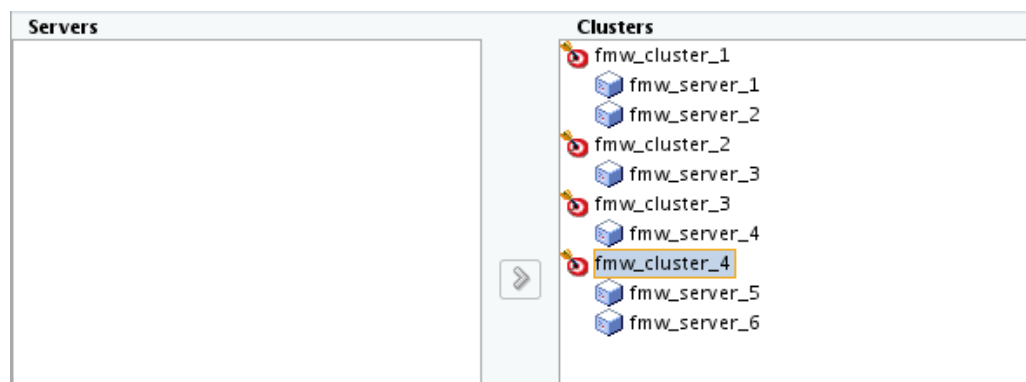 Servers
Clusters
fmw_cluster_1
fmw_server_1
fmw_server_2
fmw_cluster_2
fmw_server_3
fmw_cluster_3
fmw_server_4
fmw_cluster_4
fmw_server_5
fmw_server_6